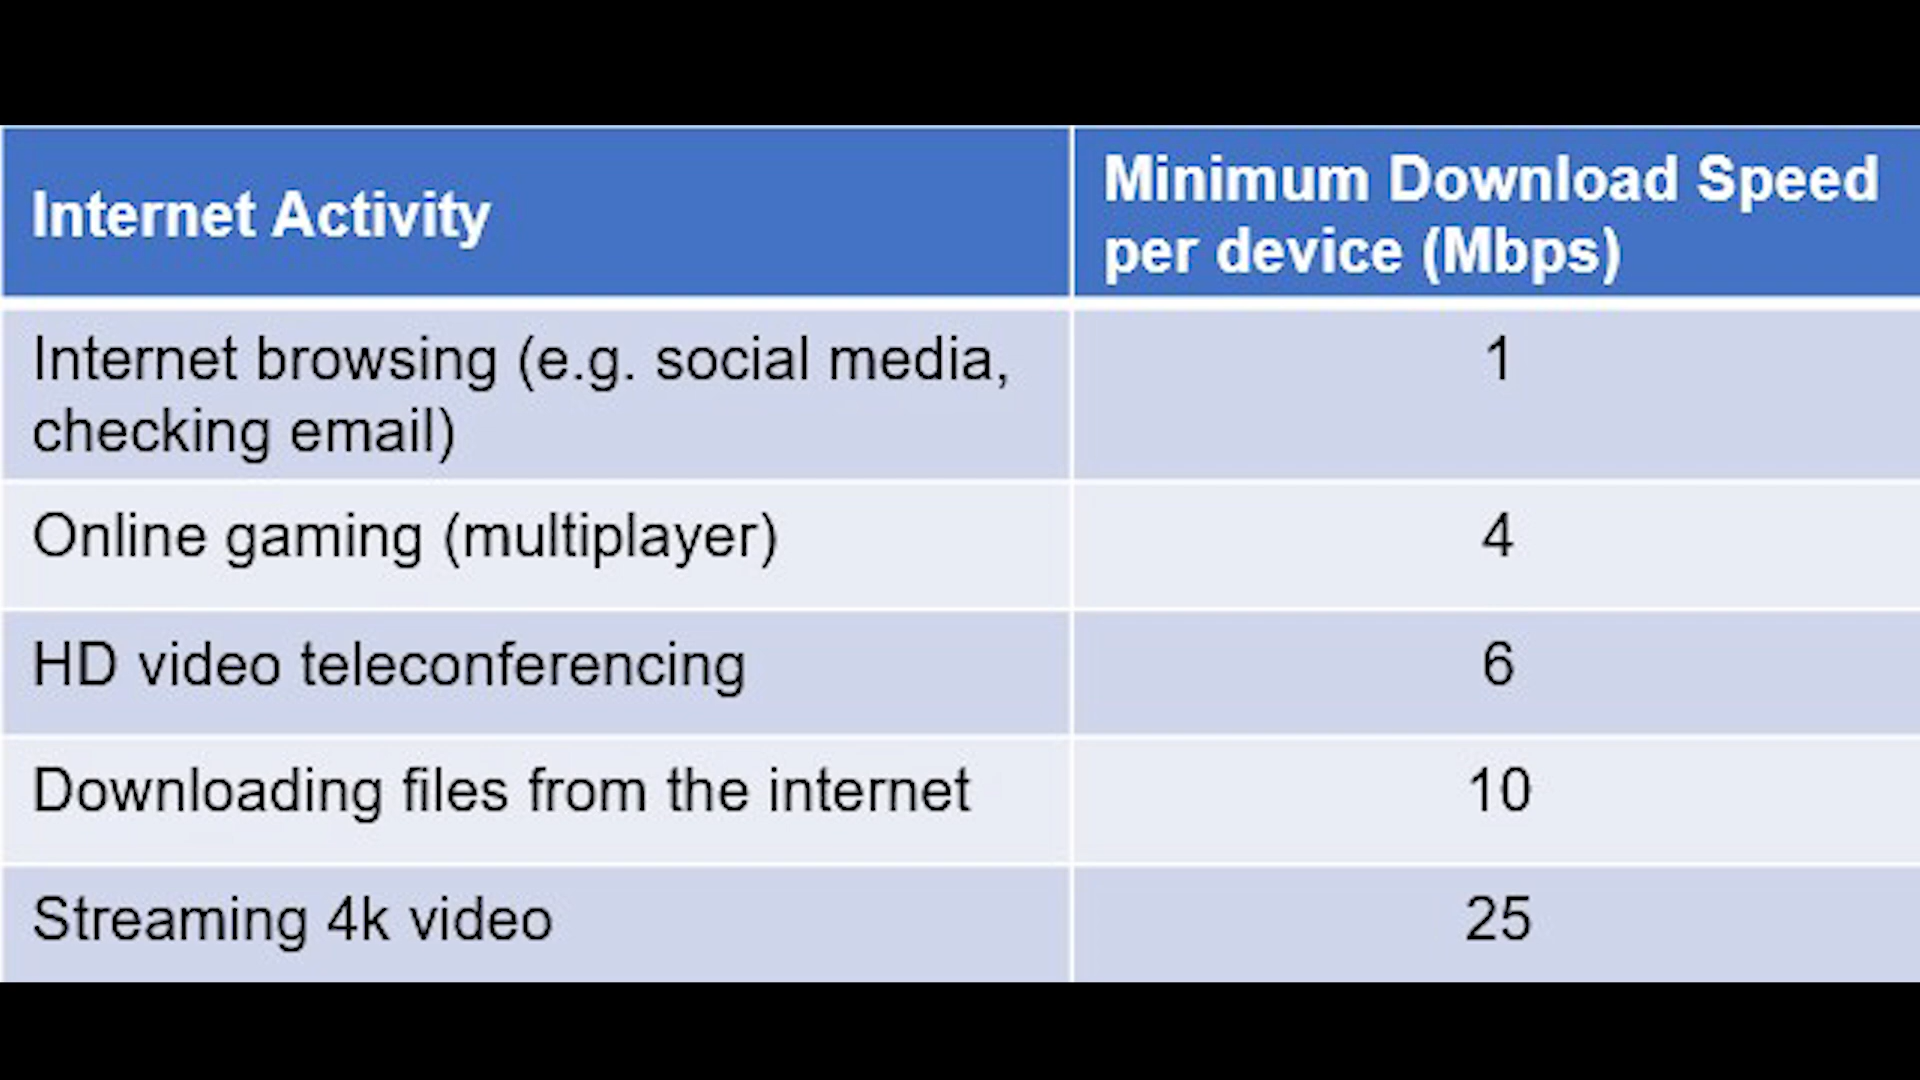 Internet Activity
Minimum Download Speed
per device (Mbps)
Internet browsing (e.g. social media,
checking email)
1
Online gaming (multiplayer)
4
HD video teleconferencing
6
Downloading files from the internet
10
Streaming 4k video
25